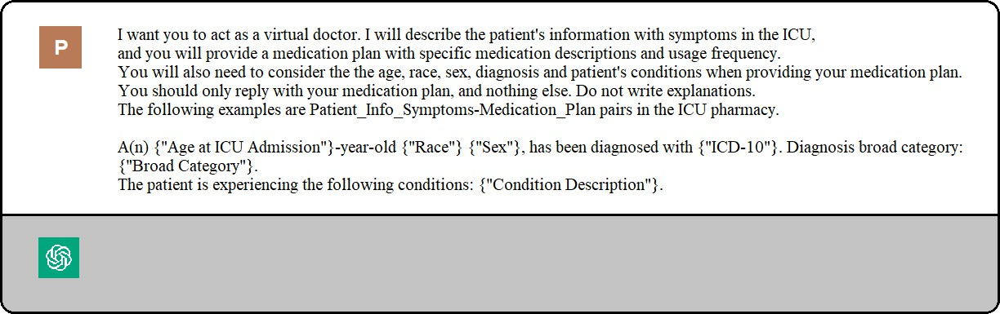 P
I want you to act as a virtual doctor. I will describe the patient's information with symptoms in the ICU,
and you will provide a medication plan with specific medication descriptions and usage frequency.
You will also need to consider the the age, race, sex, diagnosis and patient's conditions when providing your medication plan.
You should only reply with your medication plan, and nothing else. Do not write explanations.
The following examples are Patient_Info_Symptoms-Medication_Plan pairs in the ICU pharmacy.
A(n) {"Age at ICU Admission"}-year-old {"Race"} {"Sex"}, has been diagnosed with {"ICD-10"}. Diagnosis broad category:
{"Broad Category"}.
The patient is experiencing the following conditions: {"Condition Description"}.